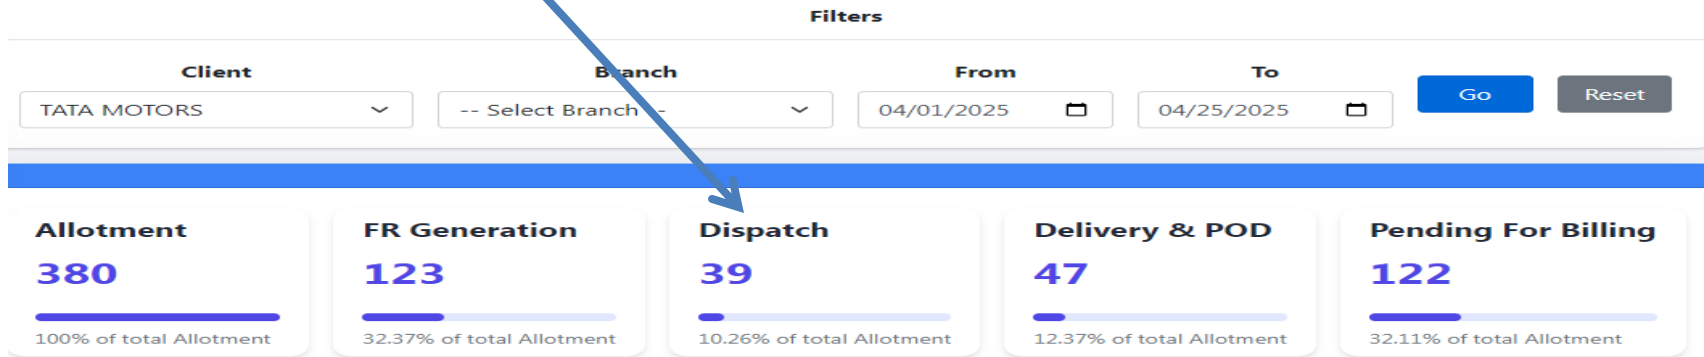 Filters
Client Branch From To
TATA MOTORS -- Select Branch -- 04/01/2025 04/25/2025 Go Reset
Allotment FR Generation Dispatch Delivery & POD Pending For Billing
380 123 39 47 122
100% of total Allotment 32.37% of total Allotment 10.26% of total Allotment 12.37% of total Allotment 32.11% of total Allotment